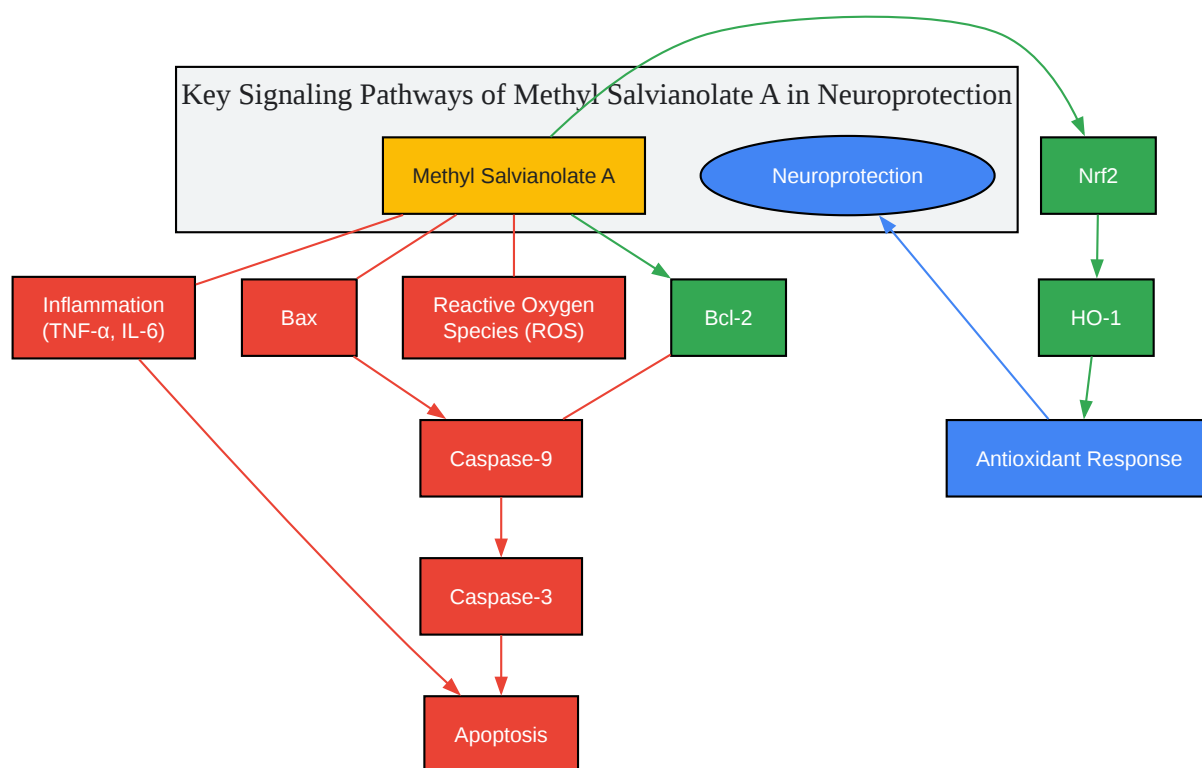 Key Signaling Pathways of Methyl Salvianolate A in Neuroprotection
Methyl Salvianolate A
Neuroprotection
Nrf2
Inflammation
(TNF-α, IL-6)
Bax
Reactive Oxygen
Species (ROS)
Bcl-2
HO-1
Caspase-9
Antioxidant Response
Caspase-3
Apoptosis